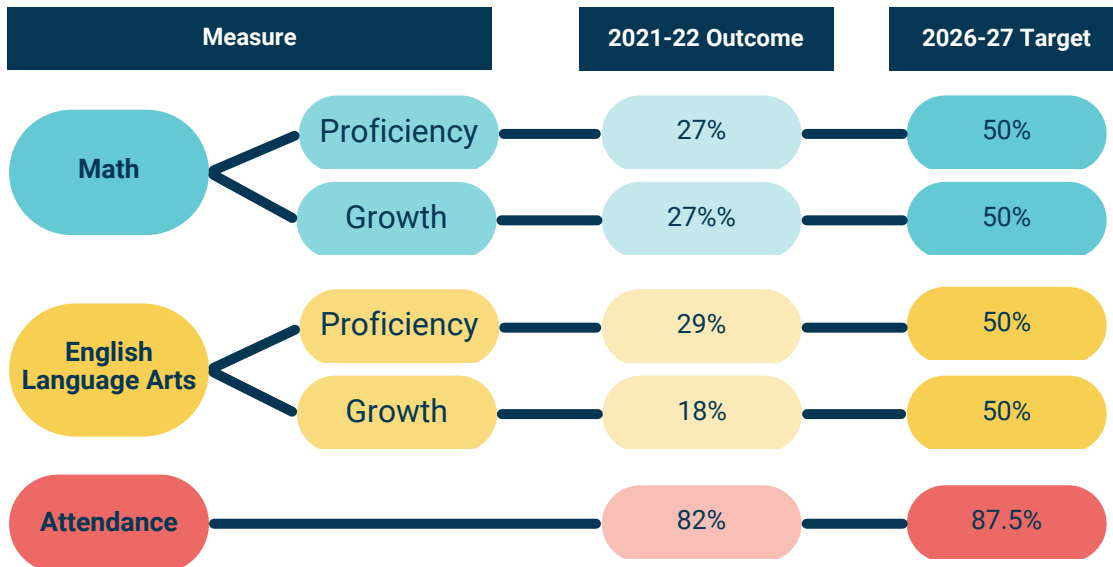 Measure
2021-22 Outcome
2026-27 Target
Math
Proficiency
27%
50%
Growth
27%%
50%
English
Language Arts
Proficiency
29%
50%
Growth
18%
50%
Attendance
82%
87.5%